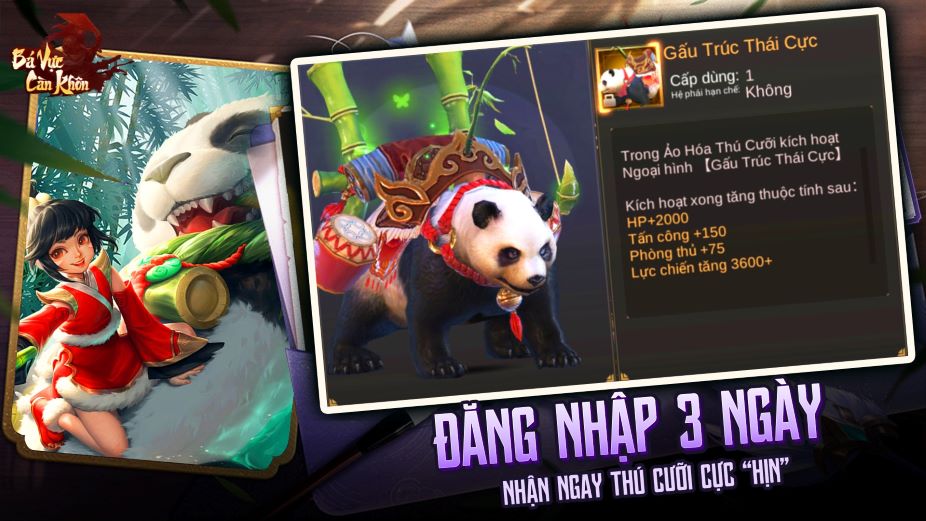 Bá Vực
Càn Khôn
Gấu Trúc Thái Cực
Cấp dùng: 1
Hệ phái hạn chế: Không
Trong Ảo Hóa Thú Cưỡi kích hoạt
Ngoại hình 【Gấu Trúc Thái Cực】
Kích hoạt xong tăng thuộc tính sau:
HP+2000
Tấn công +150
Phòng thủ +75
Lực chiến tăng 3600+
ĐĂNG NHẬP 3 NGÀY
NHẬN NGAY THÚ CƯỠI CỰC “HỊN”